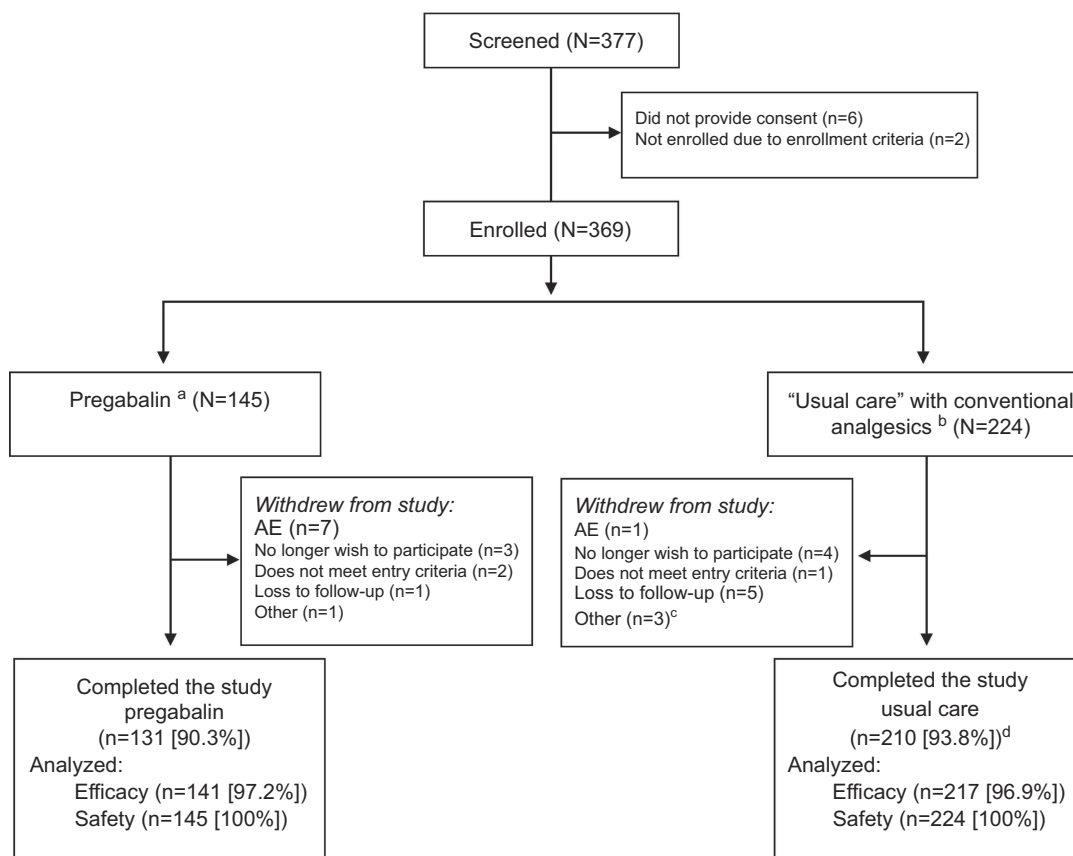 Screened (N=377)
Did not provide consent (n=6)
Not enrolled due to enrollment criteria (n=2)
Enrolled (N=369)
Pregabalin a (N=145)
“Usual care” with conventional
analgesics b (N=224)
Withdrew from study:
AE (n=7)
No longer wish to participate (n=3)
Does not meet entry criteria (n=2)
Loss to follow-up (n=1)
Other (n=1)
Withdrew from study:
AE (n=1)
No longer wish to participate (n=4)
Does not meet entry criteria (n=1)
Loss to follow-up (n=5)
Other (n=3)c
Completed the study
pregabalin
(n=131 [90.3%])
Analyzed:
Efficacy (n=141 [97.2%])
Safety (n=145 [100%])
Completed the study
usual care
(n=210 [93.8%])d
Analyzed:
Efficacy (n=217 [96.9%]
Safety (n=224 [100%])